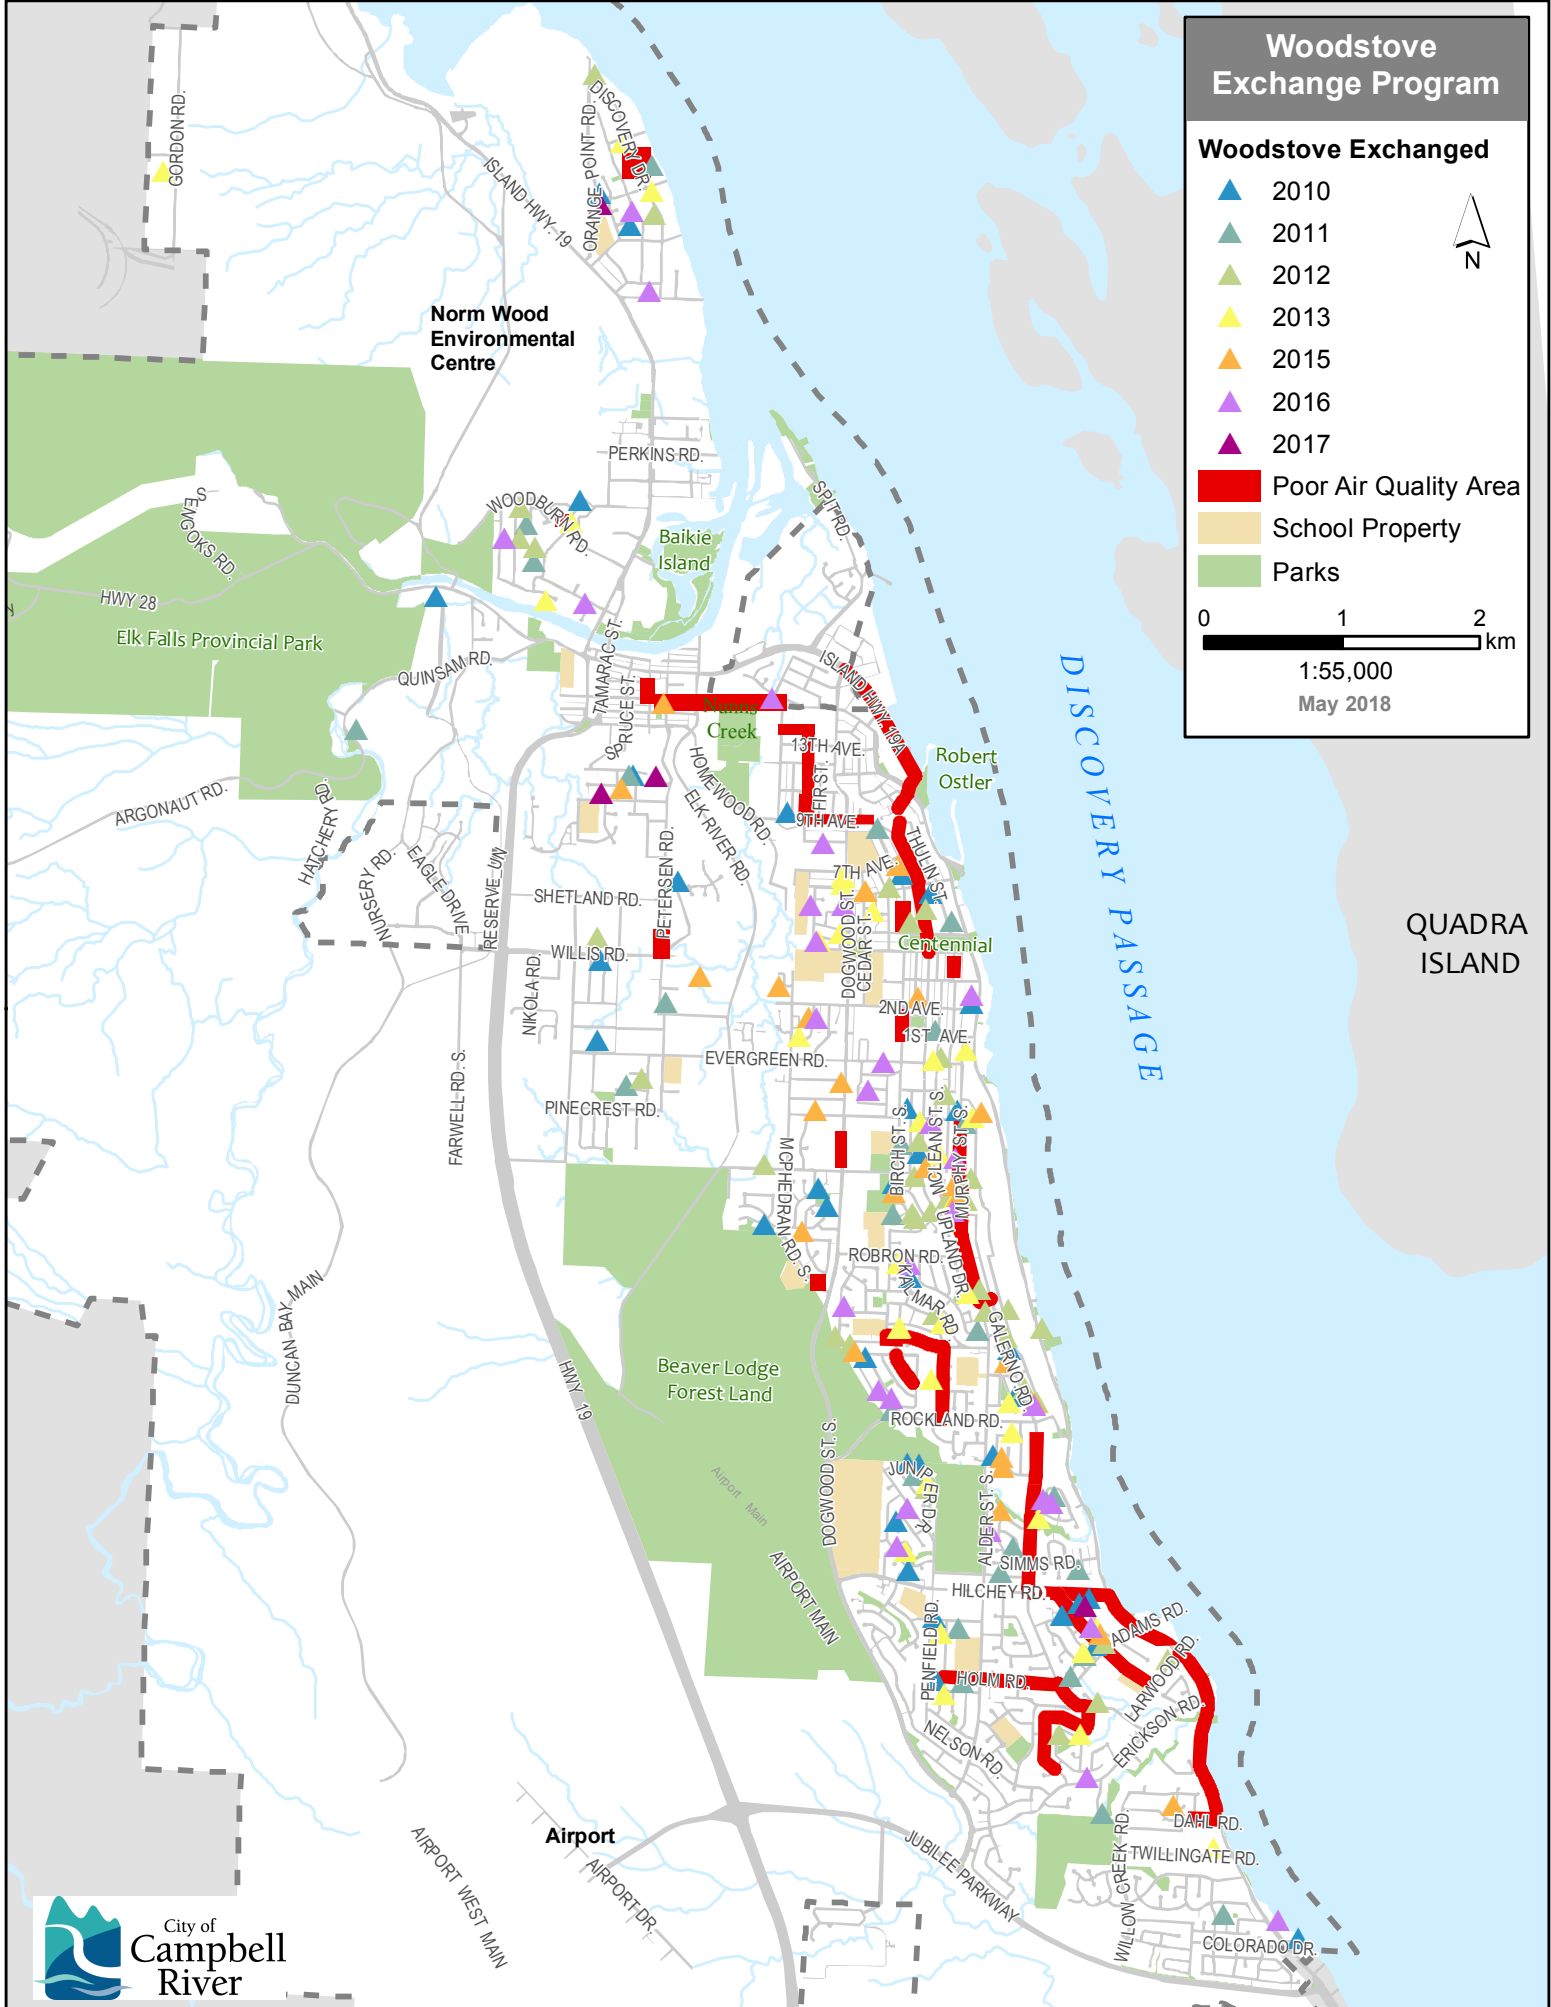 Woodstove
Exchange Program
Woodstove Exchanged
2010
2011
2012
2013
2015
2016
2017
N
Poor Air Quality Area
School Property
Parks
0 1 2
km
1:55,000
May 2018
GORDON RD.
DISCOVERY DR.
ORANGE POINT RD.
ISLAND HWY. 19
Norm Wood
Environmental
Centre
PERKINS RD.
WOODBURN RD.
SPIT RD.
Baikie
Island
HWY 28
Elk Falls Provincial Park
QUINSAM RD.
TAMARAC ST.
SPRUCE ST.
ISLAND HWY. 19A
Nunns
Creek
13TH AVE.
Robert
Ostler
DISCOVERY PASSAGE
QUADRA
ISLAND
ARGONAUT RD.
HATCHERY RD.
HOMEWOOD RD.
ELK RIVER RD.
FIR ST.
9TH AVE.
THULIN ST.
7TH AVE.
NURSERY RD.
EAGLE DRIVE
RESERVE_UN
SHETLAND RD.
PETERSEN RD.
DOGWOOD ST.
CEDAR ST.
Centennial
WILLIS RD.
NIKOLA RD.
2ND AVE.
1ST AVE.
EVERGREEN RD.
FARWELL RD. S.
PINECREST RD.
MCPHEDRAN RD. S.
BIRCH ST. S.
MCLEAN ST. S.
MURPHY ST. S.
UPLAND DR.
ROBRON RD.
KALMAR RD.
GALERNO RD.
DUNCAN BAY MAIN
HWY. 19
Beaver Lodge
Forest Land
ROCKLAND RD.
Airport Main
DOGWOOD ST. S.
JUNIPER DR.
ALDER ST. S.
SIMMS RD.
HILCHEY RD.
AIRPORT MAIN
PENFIELD RD.
ADAMS RD.
HOLM RD.
LARWOOD RD.
ERICKSON RD.
NELSON RD.
DAHL RD.
TWILLINGATE RD.
WILLOW CREEK RD.
JUBILEE PARKWAY
COLORADO DR.
Airport
AIRPORT DR.
AIRPORT WEST MAIN
City of
Campbell
River